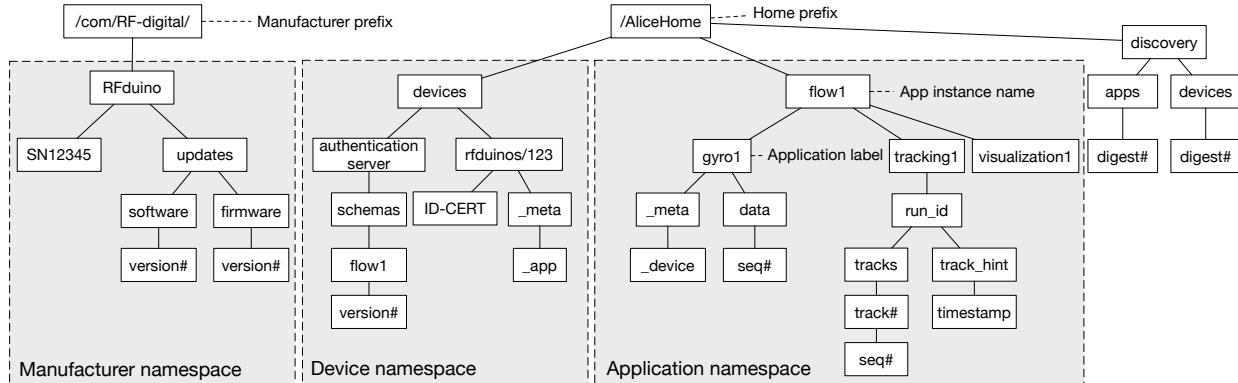 /com/RF-digital/
Manufacturer prefix
/AliceHome
Home prefix
discovery
RFduino
devices
flow1
App instance name
apps
devices
SN12345
updates
authentication
server
rfduinos/123
gyro1
Application label
tracking1
visualization1
digest#
digest#
software
firmware
schemas
ID-CERT
_meta
_meta
data
run_id
version#
version#
flow1
_app
_device
seq#
tracks
track_hint
version#
track#
timestamp
seq#
Manufacturer namespace
Device namespace
Application namespace